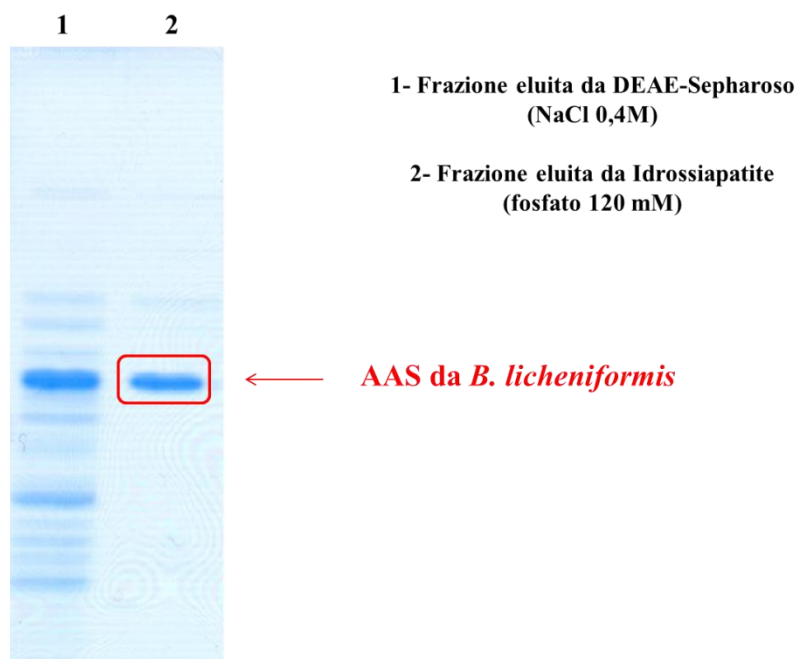 1 2
1- Frazione eluita da DEAE-Sepharoso
(NaCl 0,4M)
2- Frazione eluita da Idrossiapatite
(fosfato 120 mM)
AAS da B. licheniformis